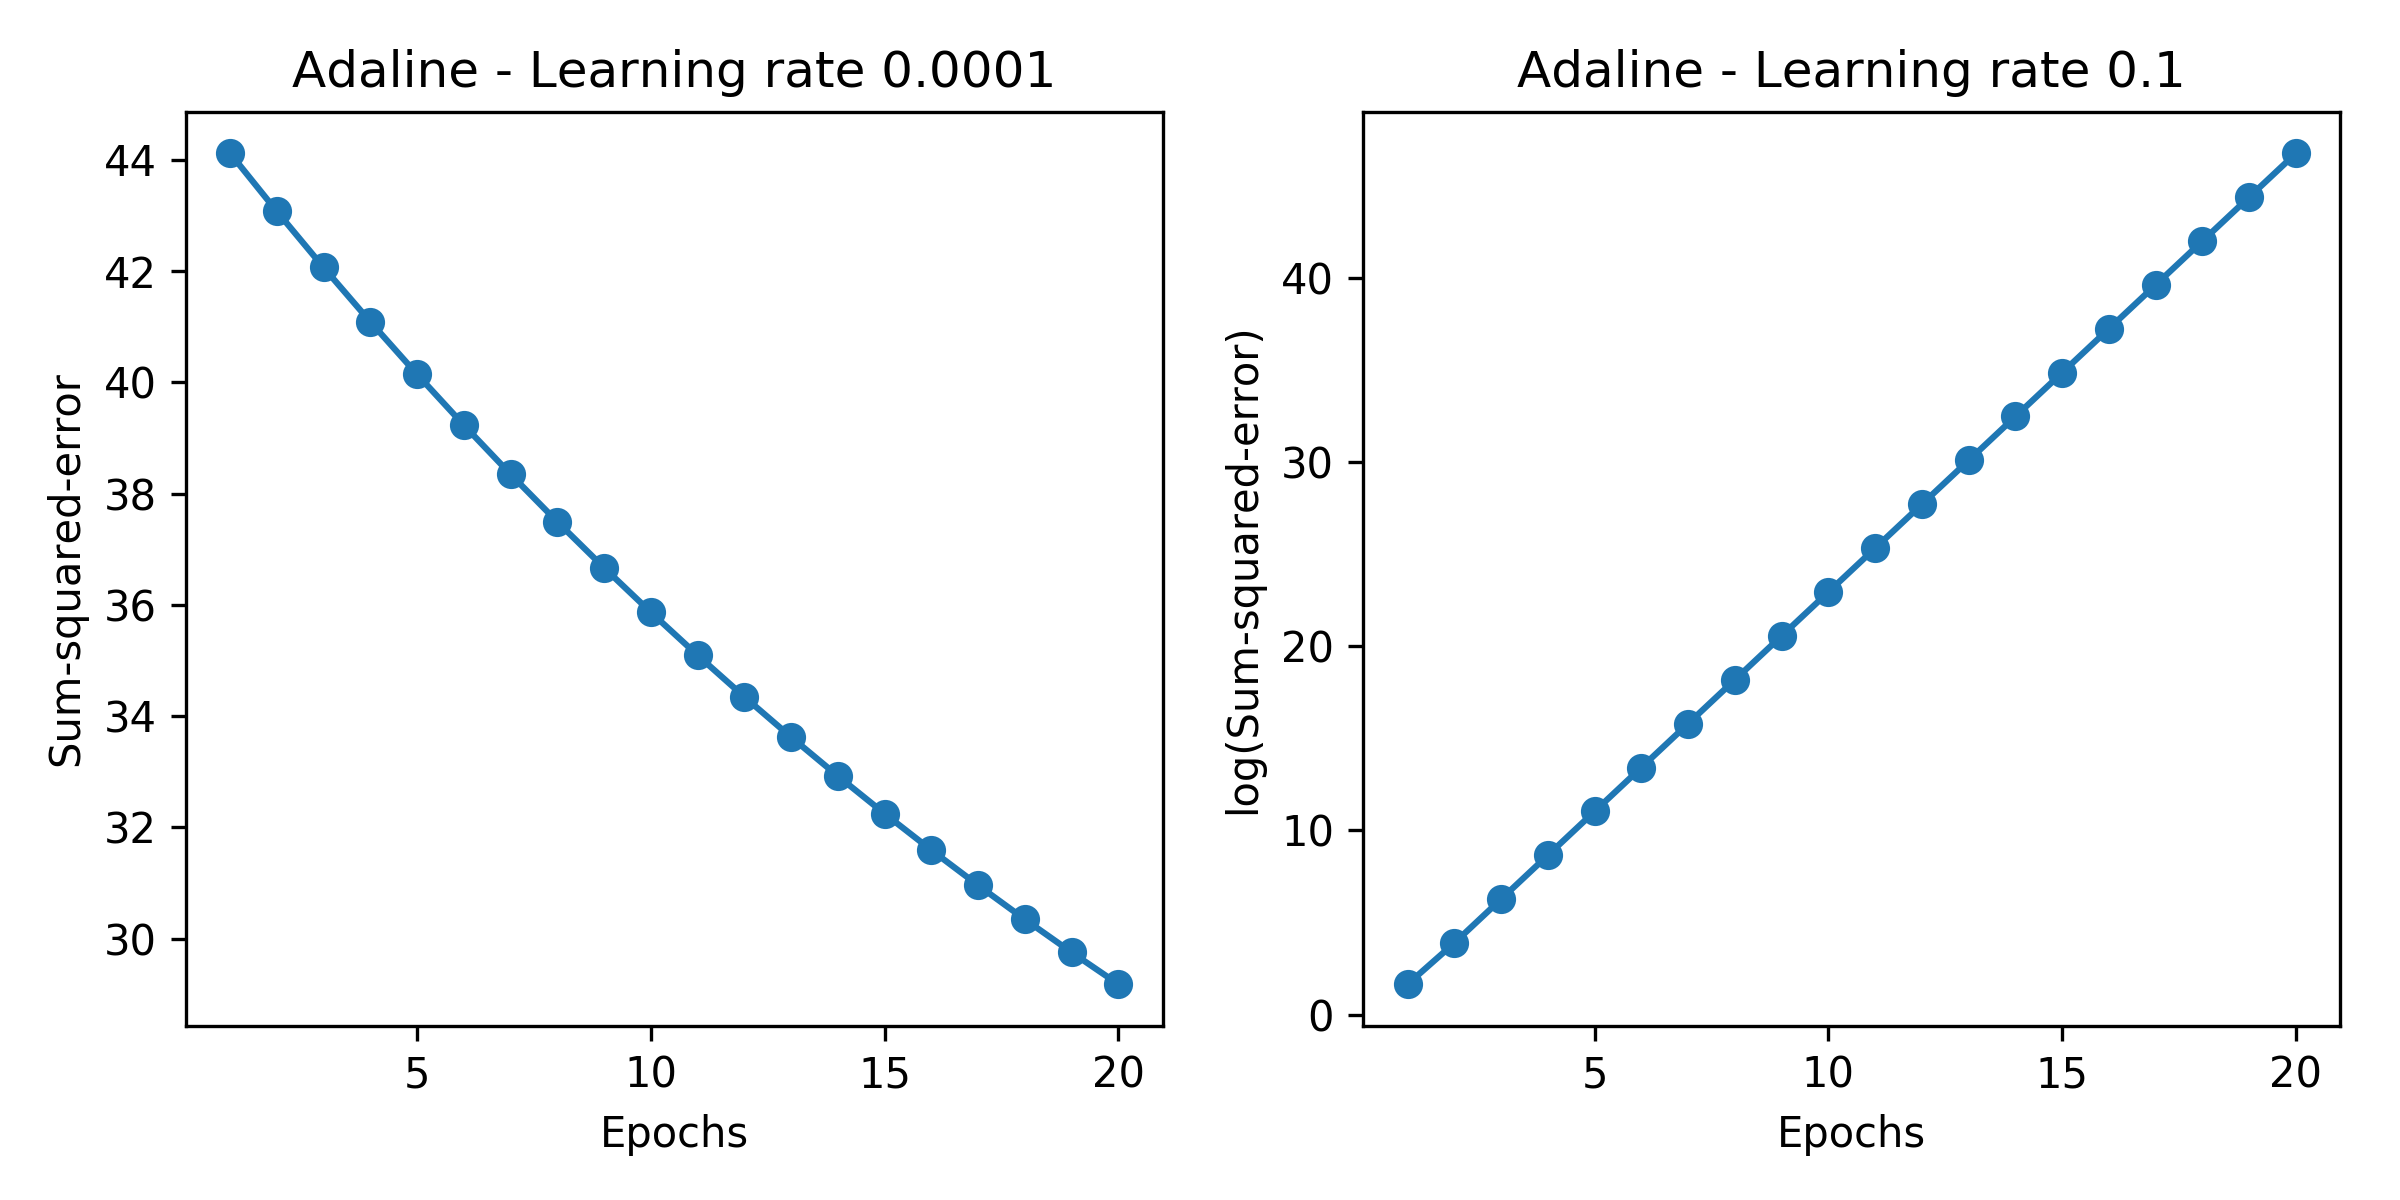 Adaline - Learning rate 0.0001
Sum-squared-error
44
42
40
38
36
34
32
30
5 10 15 20
Epochs
Adaline - Learning rate 0.1
log(Sum-squared-error)
40
30
20
10
0
5 10 15 20
Epochs